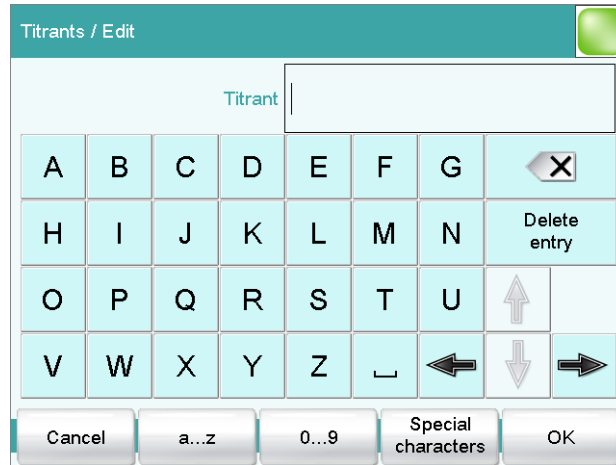 Titrants / Edit
Titrant
A B C D E F G
H I J K L M N Delete entry
O P Q R S T U
V W X Y Z
Cancel a...z 0...9 Special characters OK